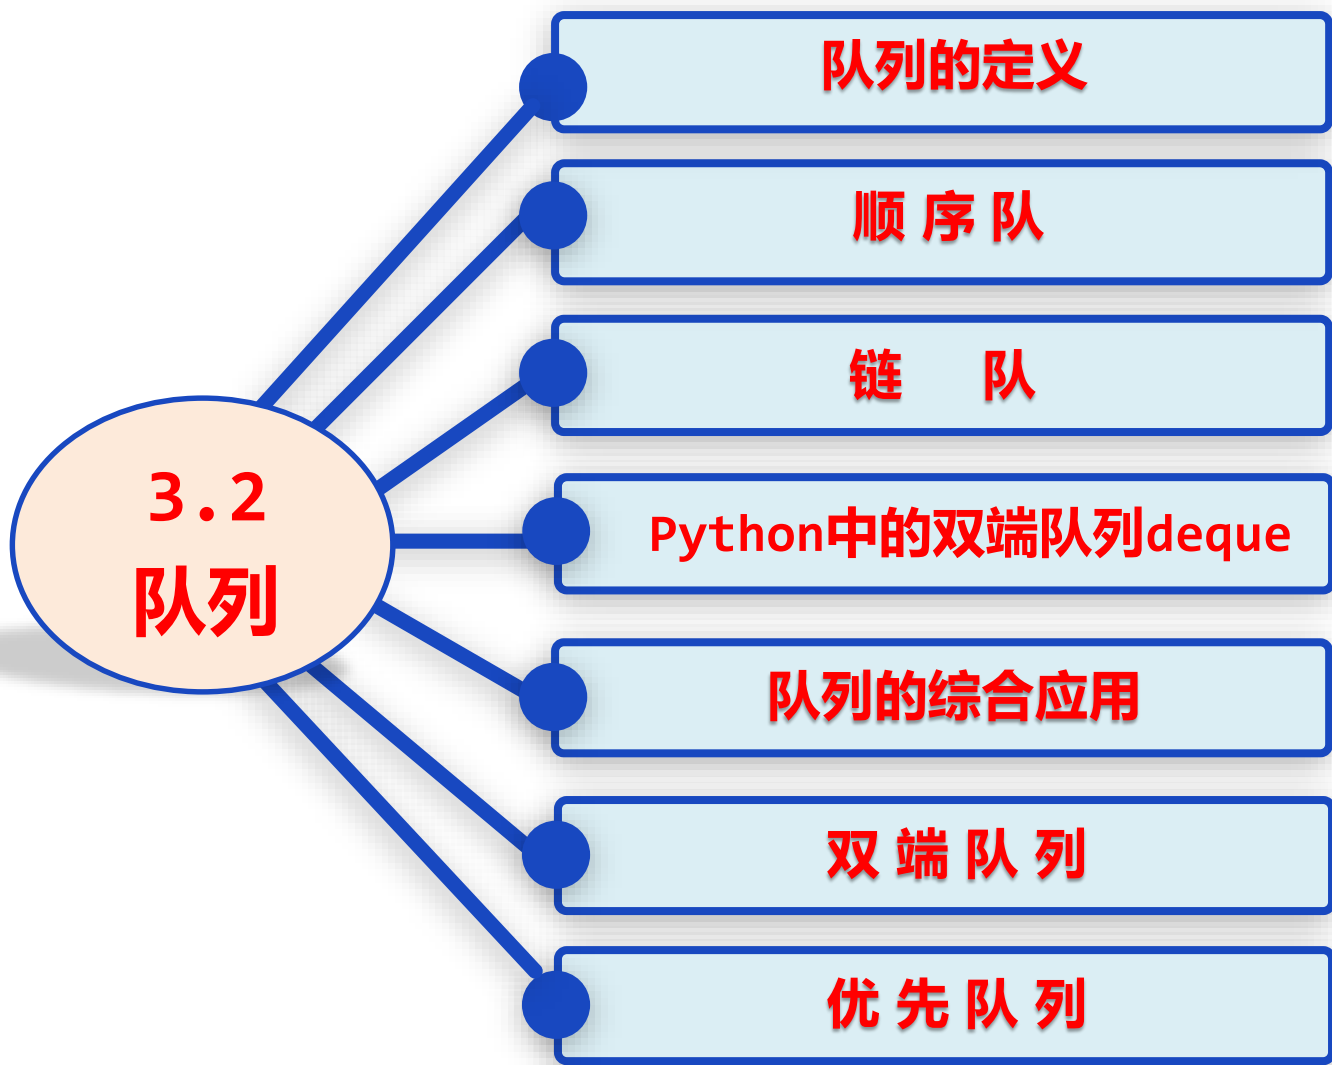 队列的定义
顺 序 队
链 队
3.2
队列
Python中的双端队列deque
队列的综合应用
双 端 队 列
优 先 队 列